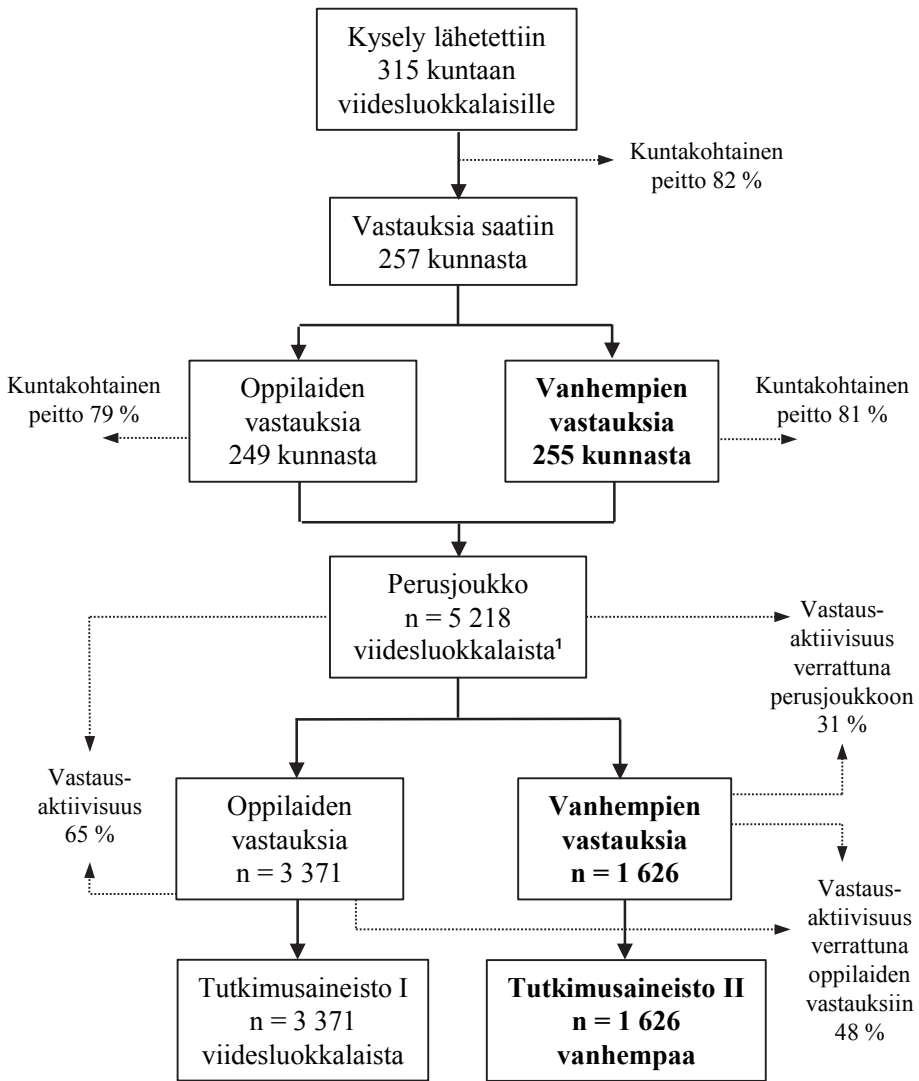 Kysely lähetettiin
315 kuntaan
viidesluokkalaisille
Kuntakohtainen
peitto 82 %
Vastauksia saatiin
257 kunnasta
Kuntakohtainen
peitto 79 %
Oppilaiden
vastauksia
249 kunnasta
Vanhempien
vastauksia
255 kunnasta
Kuntakohtainen
peitto 81 %
Perusjoukko
n = 5 218
viidesluokkalaista¹
Vastaus-
aktiivisuus
verrattuna
perusjoukkoon
31 %
Vastaus-
aktiivisuus
65 %
Oppilaiden
vastauksia
n = 3 371
Vanhempien
vastauksia
n = 1 626
Vastaus-
aktiivisuus
verrattuna
oppilaiden
vastauksiin
48 %
Tutkimusaineisto I
n = 3 371
viidesluokkalaista
Tutkimusaineisto II
n = 1 626
vanhempaa